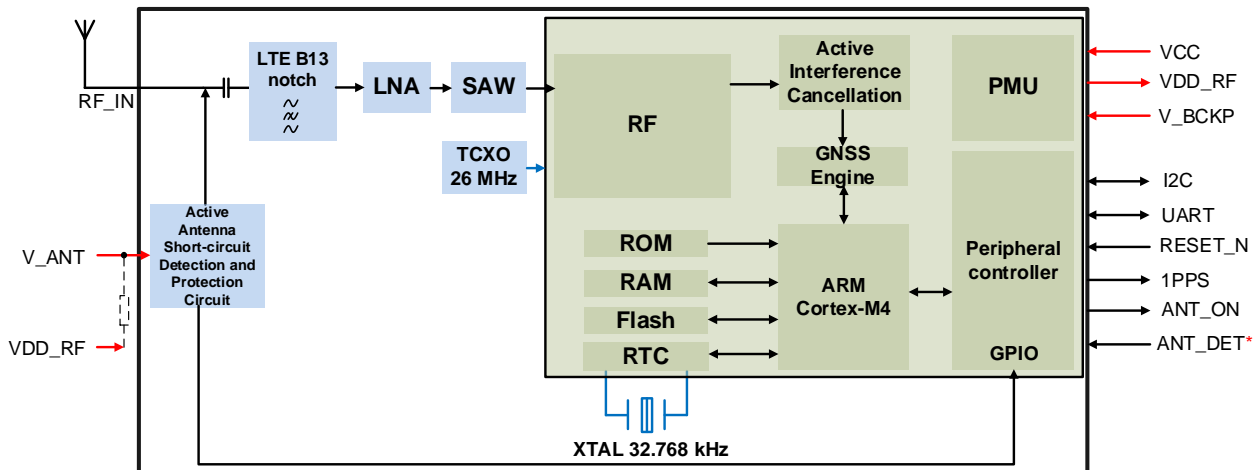 RF_IN
LTE B13
notch
LNA
SAW
TCXO
26 MHz
RF
Active
Interference
Cancellation
GNSS
Engine
PMU
VCC
VDD_RF
V_BCKP
V_ANT
VDD_RF
Active
Antenna
Short-circuit
Detection and
Protection
Circuit
ROM
RAM
Flash
RTC
ARM
Cortex-M4
Peripheral
controller
GPIO
I2C
UART
RESET_N
1PPS
ANT_ON
ANT_DET*
XTAL 32.768 kHz